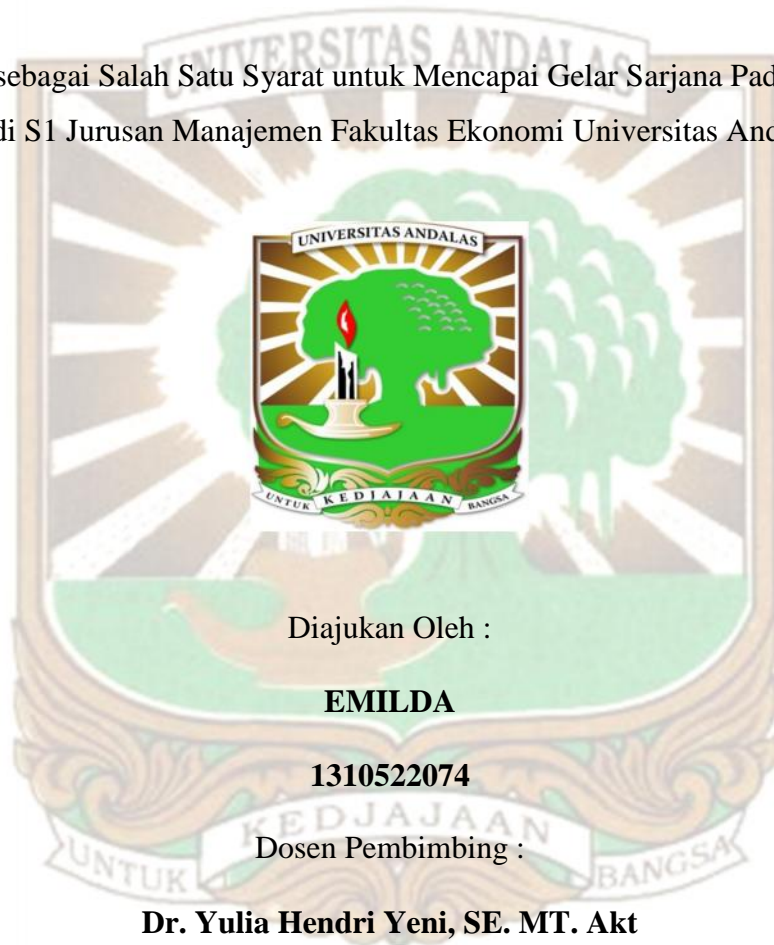 UNIVERSITAS ANDALAS
sebagai Salah Satu Syarat untuk Mencapai Gelar Sarjana Pad
di S1 Jurusan Manajemen Fakultas Ekonomi Universitas And
UNIVERSITAS ANDALAS
UNTUK KEDJAJAAN BANGSA
Diajukan Oleh :
EMILDA
1310522074
UNTUK KEDJAJAAN BANGSA
Dosen Pembimbing :
Dr. Yulia Hendri Yeni, SE. MT. Akt